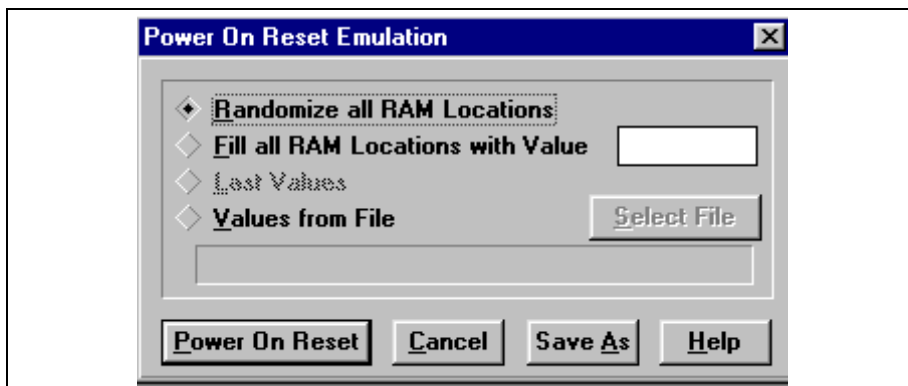 Power On Reset Emulation
Randomize all RAM Locations
Fill all RAM Locations with Value
Last Values
Values from File
Select File
Power On Reset Cancel Save As Help